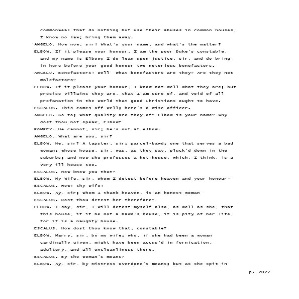 commonweal that do nothing but use their abuses in common houses,
I know no law; bring them away.
ANGELO. How now, sir! What's your name, and what's the matter?
ELBOW. If it please your honour, I am the poor Duke's constable,
and my name is Elbow; I do lean upon justice, sir, and do bring
in here before your good honour two notorious benefactors.
ANGELO. Benefactors! Well- what benefactors are they? Are they not
malefactors?
ELBOW. If it please your honour, I know not well what they are; but
precise villains they are, that I am sure of, and void of all
profanation in the world that good Christians ought to have.
ESCALUS. This comes off well; here's a wise officer.
ANGELO. Go to; what quality are they of? Elbow is your name? Why
dost thou not speak, Elbow?
POMPEY. He cannot, sir; he's out at elbow.
ANGELO. What are you, sir?
ELBOW. He, sir? A tapster, sir; parcel-bawd; one that serves a bad
woman; whose house, sir, was, as they say, pluck'd down in the
suburbs; and now she professes a hot-house, which, I think, is a
very ill house too.
ESCALUS. How know you that?
ELBOW. My wife, sir, whom I detest before heaven and your honour-
ESCALUS. How! thy wife!
ELBOW. Ay, sir; whom I thank heaven, is an honest woman-
ESCALUS. Dost thou detest her therefore?
ELBOW. I say, sir, I will detest myself also, as well as she, that
this house, if it be not a bawd's house, it is pity of her life,
for it is a naughty house.
ESCALUS. How dost thou know that, constable?
ELBOW. Marry, sir, by my wife; who, if she had been a woman
cardinally given, might have been accus'd in fornication,
adultery, and all uncleanliness there.
ESCALUS. By the woman's means?
ELBOW. Ay, sir, by Mistress Overdone's means; but as she spit in
p. 2022